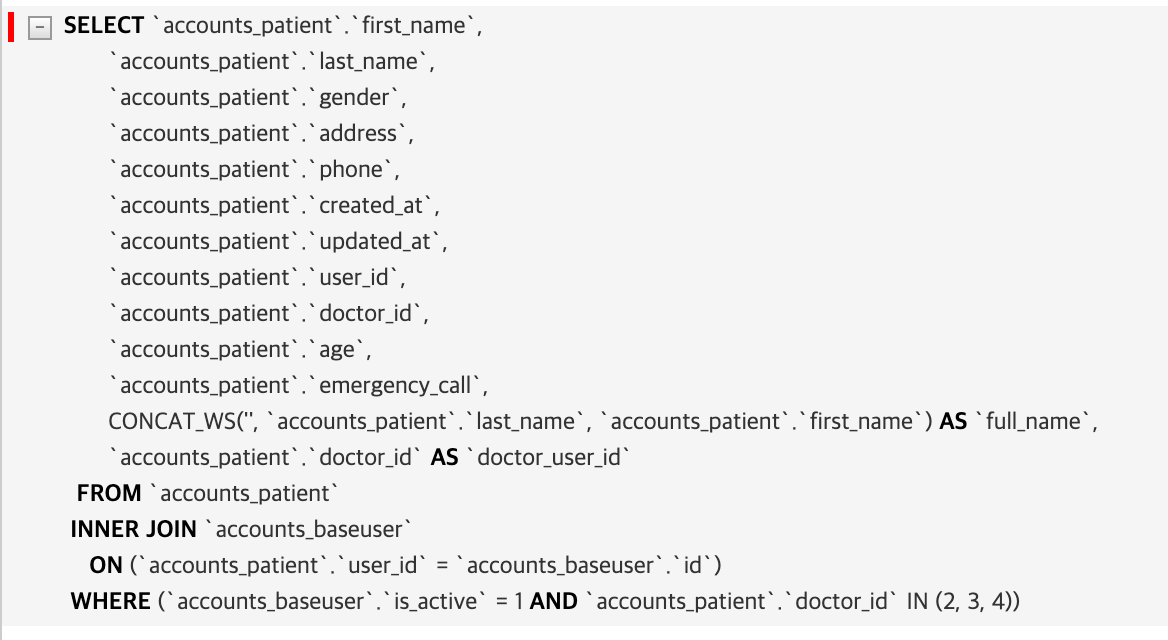 SELECT `accounts_patient`.`first_name`,
`accounts_patient`.`last_name`,
`accounts_patient`.`gender`,
`accounts_patient`.`address`,
`accounts_patient`.`phone`,
`accounts_patient`.`created_at`,
`accounts_patient`.`updated_at`,
`accounts_patient`.`user_id`,
`accounts_patient`.`doctor_id`,
`accounts_patient`.`age`,
`accounts_patient`.`emergency_call`,
CONCAT_WS('', `accounts_patient`.`last_name`, `accounts_patient`.`first_name`) AS `full_name`,
`accounts_patient`.`doctor_id` AS `doctor_user_id`
FROM `accounts_patient`
INNER JOIN `accounts_baseuser`
ON (`accounts_patient`.`user_id` = `accounts_baseuser`.`id`)
WHERE (`accounts_baseuser`.`is_active` = 1 AND `accounts_patient`.`doctor_id` IN (2, 3, 4))